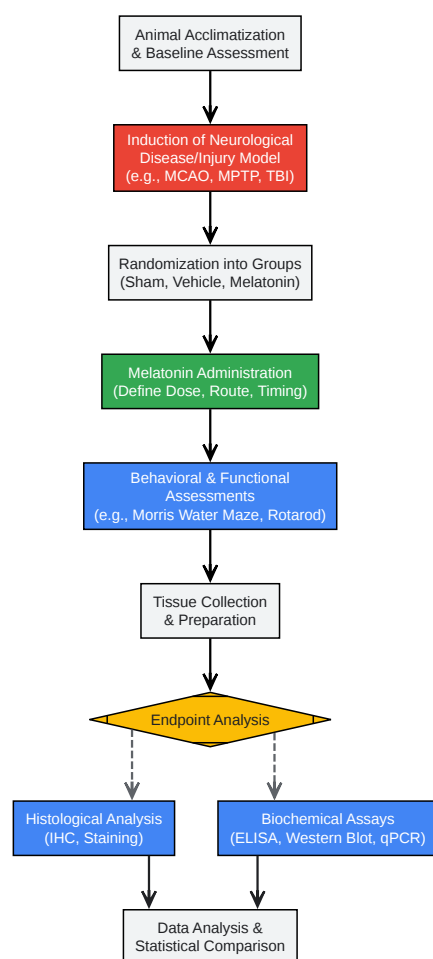 Animal Acclimatization
& Baseline Assessment
Induction of Neurological
Disease/Injury Model
(e.g., MCAO, MPTP, TBI)
Randomization into Groups
(Sham, Vehicle, Melatonin)
Melatonin Administration
(Define Dose, Route, Timing)
Behavioral & Functional
Assessments
(e.g., Morris Water Maze, Rotarod)
Tissue Collection
& Preparation
Endpoint Analysis
Histological Analysis
(IHC, Staining)
Biochemical Assays
(ELISA, Western Blot, qPCR)
Data Analysis &
Statistical Comparison